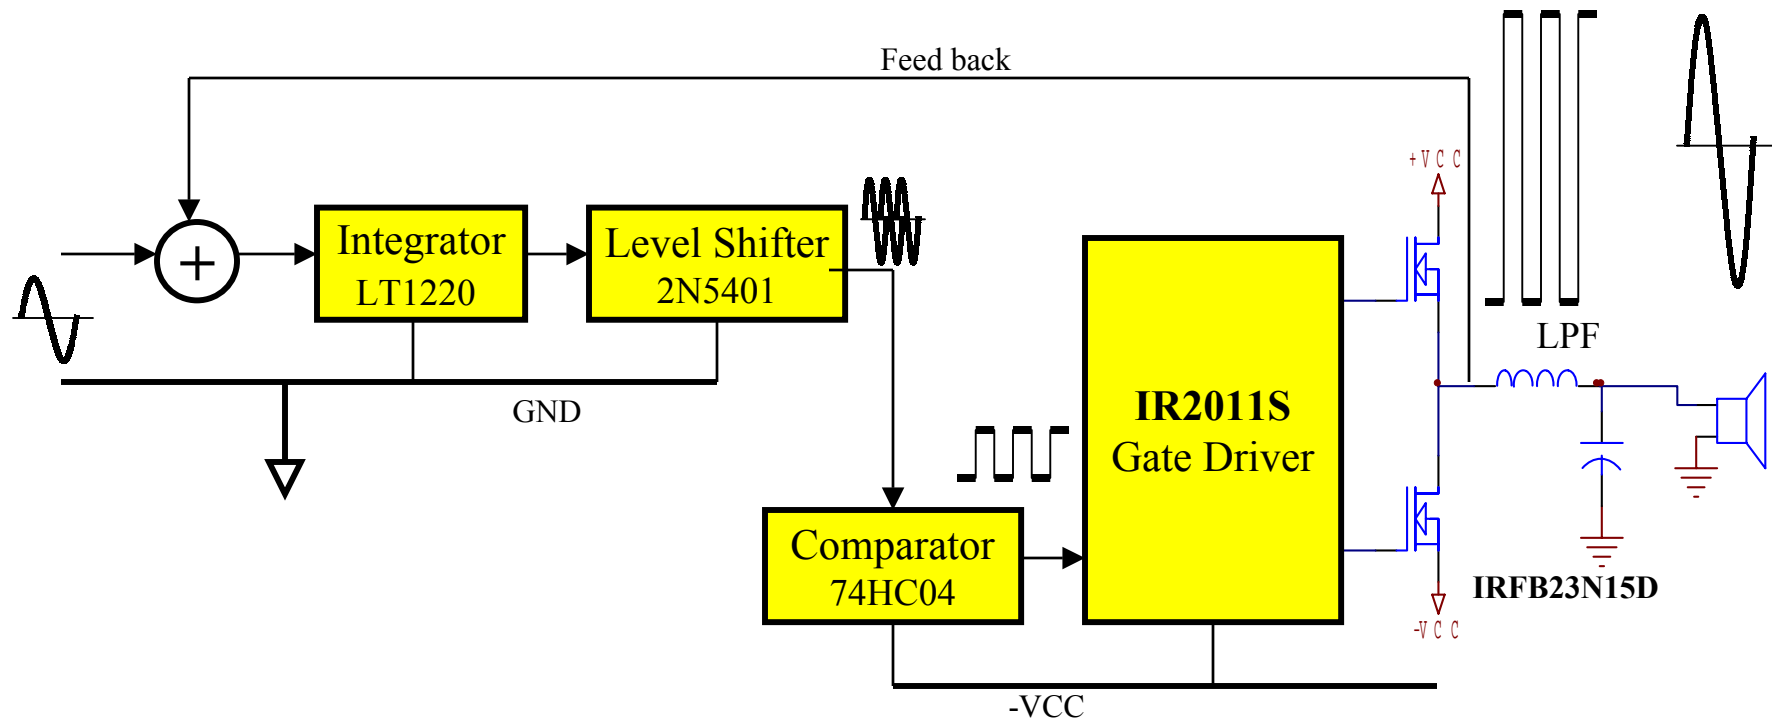 Feed back
+VCC
Integrator
LT1220
Level Shifter
2N5401
+
LPF
GND
IR2011S
Gate Driver
Comparator
74HC04
IRFB23N15D
-VCC
-VCC